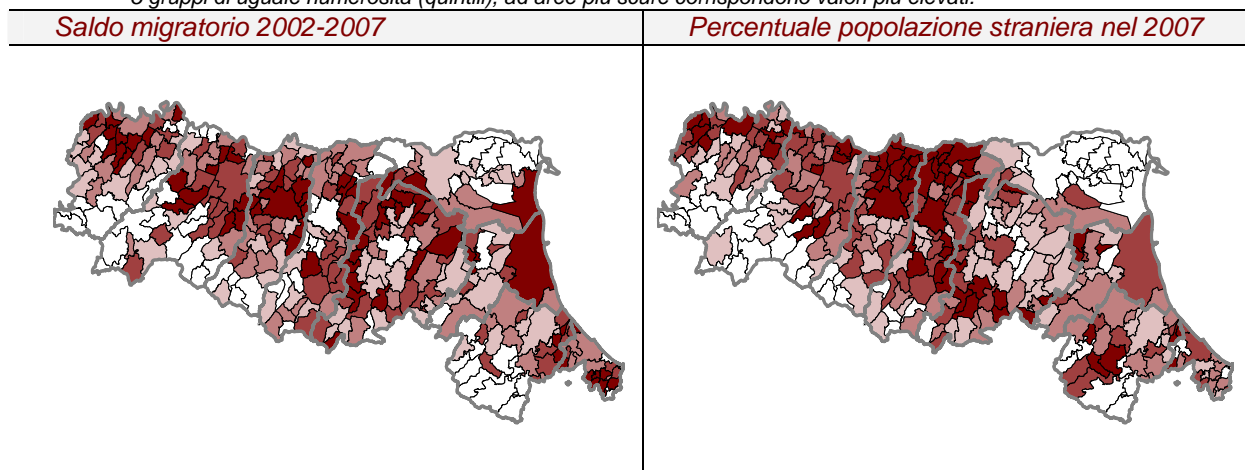 5 gruppi di uguale numerosità (quintili); ad aree più scure corrispondono valori più elevati.
Saldo migratorio 2002-2007
Percentuale popolazione straniera nel 2007